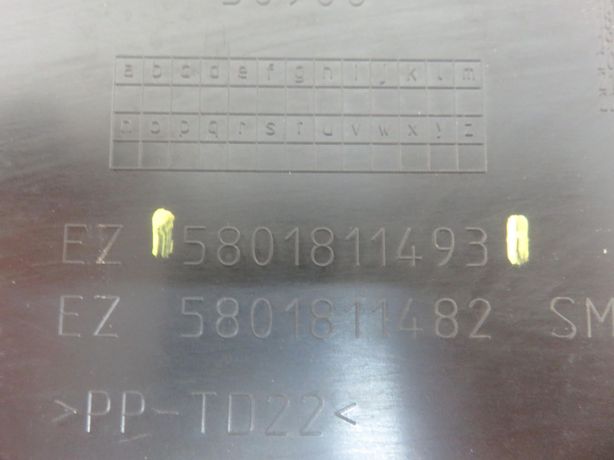 a b c d e f g h i j k l m
n o p q r s t u v w x y z
EZ 5801811493
EZ 5801811482 SM
>PP-TD22<